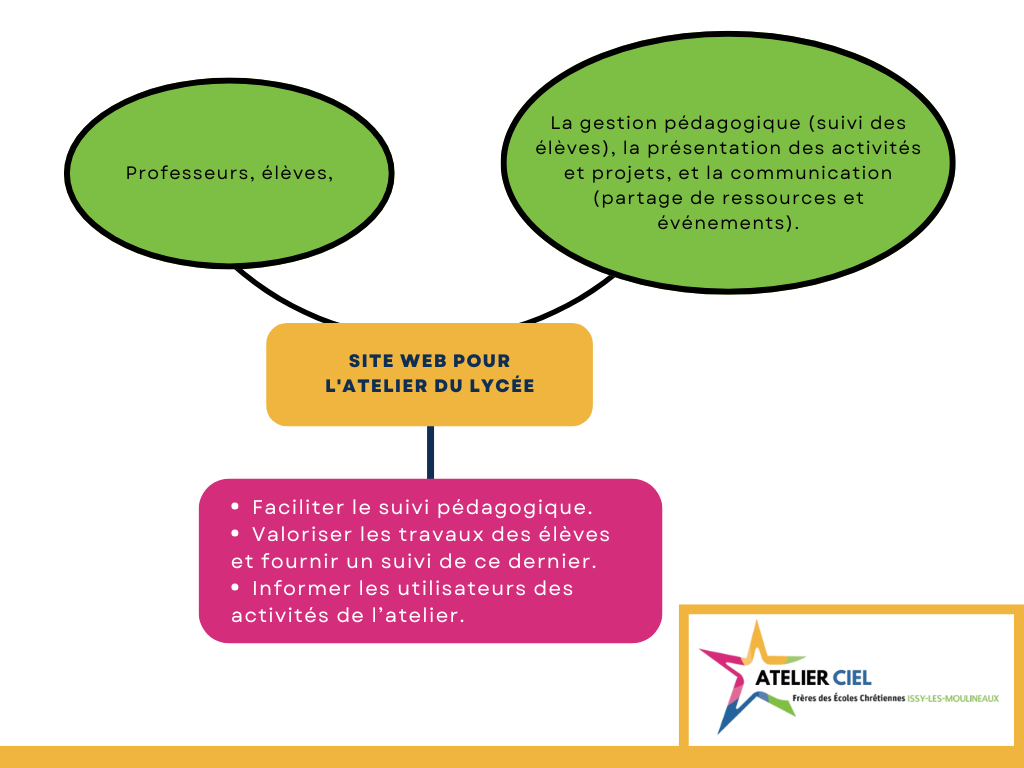 Professeurs, élèves,
La gestion pédagogique (suivi des
élèves), la présentation des activités
et projets, et la communication
(partage de ressources et
événements).
SITE WEB POUR
L'ATELIER DU LYCÉE
• Faciliter le suivi pédagogique.
• Valoriser les travaux des élèves
et fournir un suivi de ce dernier.
• Informer les utilisateurs des
activités de l’atelier.
ATELIER CIEL
Frères des Écoles Chrétiennes ISSY-LES-MOULINEAUX